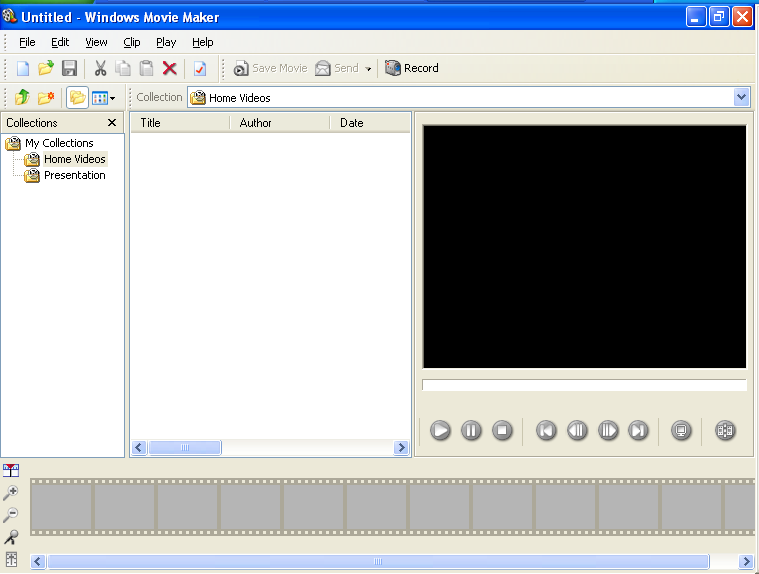 Untitled - Windows Movie Maker
File Edit View Clip Play Help
Save Movie Send Record
Collection Home Videos
Collections Title Author Date
My Collections
Home Videos
Presentation